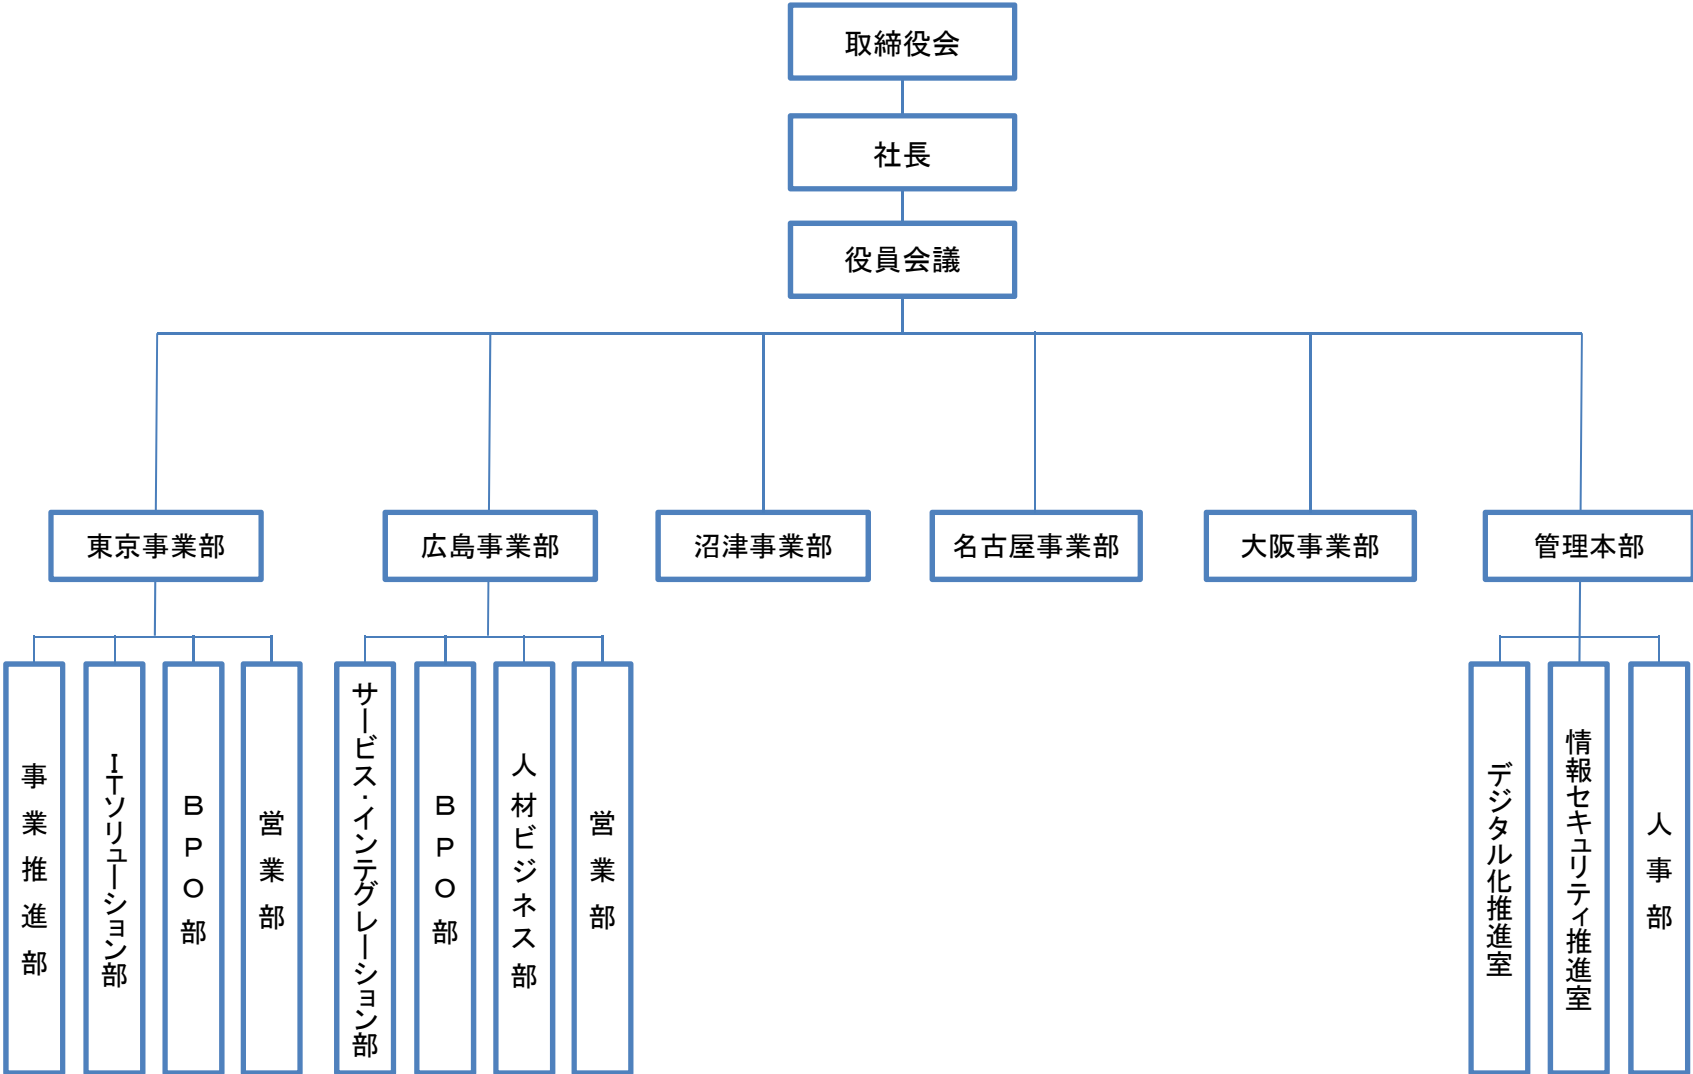 取締役会
社長
役員会議
東京事業部
広島事業部
沼津事業部
名古屋事業部
大阪事業部
管理本部
事業推進部
ITソリューション部
ＢＰＯ部
営業部
サービス・インテグレーション部
ＢＰＯ部
人材ビジネス部
営業部
デジタル化推進室
情報セキュリティ推進室
人事部